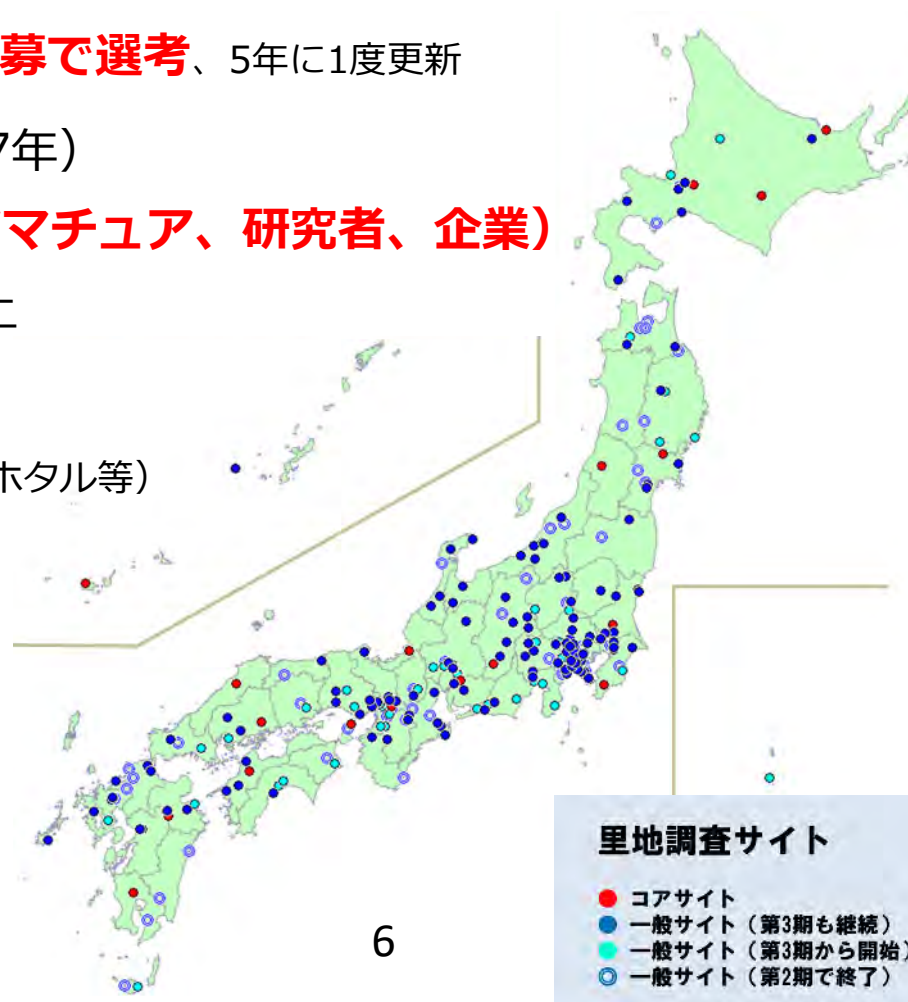 募で選考、5年に1度更新
7年)
マチュア、研究者、企業)
ホタル等)
6
里地調査サイト
コアサイト
一般サイト（第3期も継続）
一般サイト（第3期から開始）
一般サイト（第2期で終了）